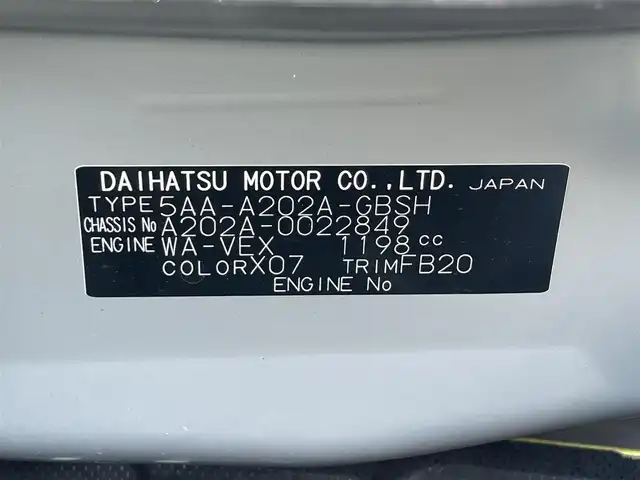 DAIHATSU MOTOR CO.,LTD. JAPAN
TYPE 5AA-A202A-GBSH
CHASSIS No A202A-0022849
ENGINE WA-VEX 1198 cc
COLOR X07 TRIM FB20
ENGINE No